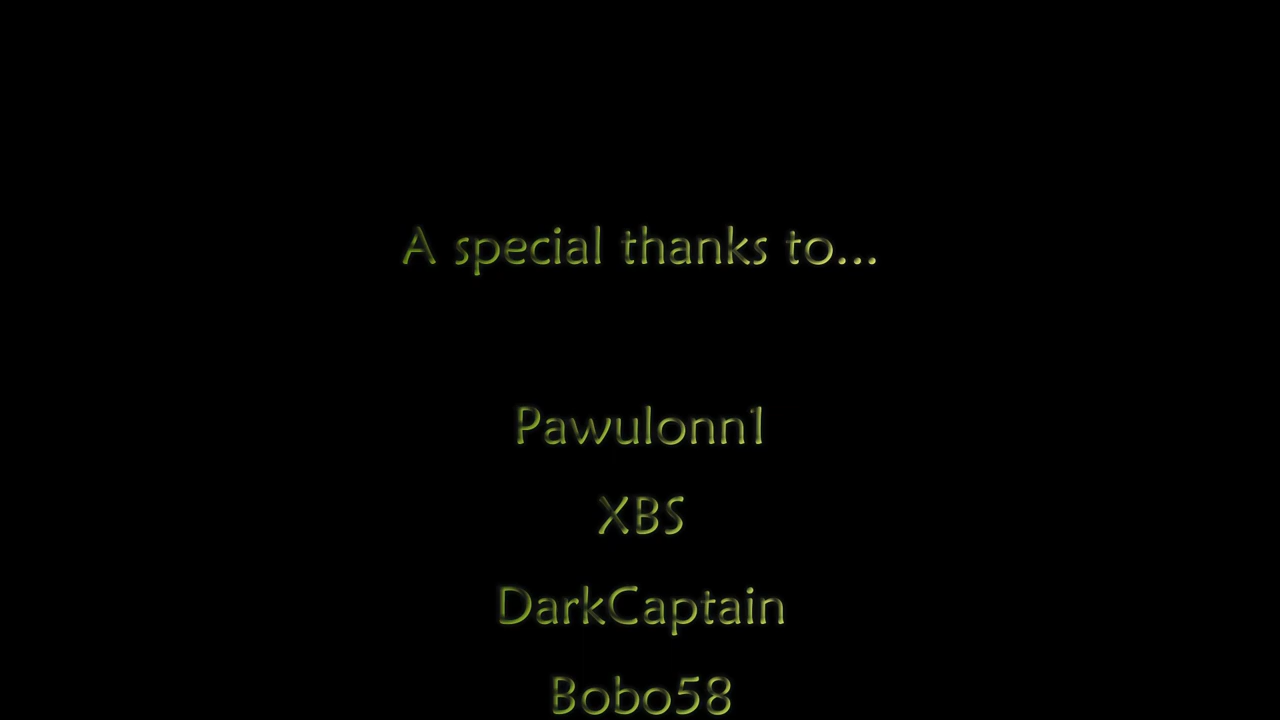 A special thanks to...
Pawulonn1
XBS
DarkCaptain
Bobo58